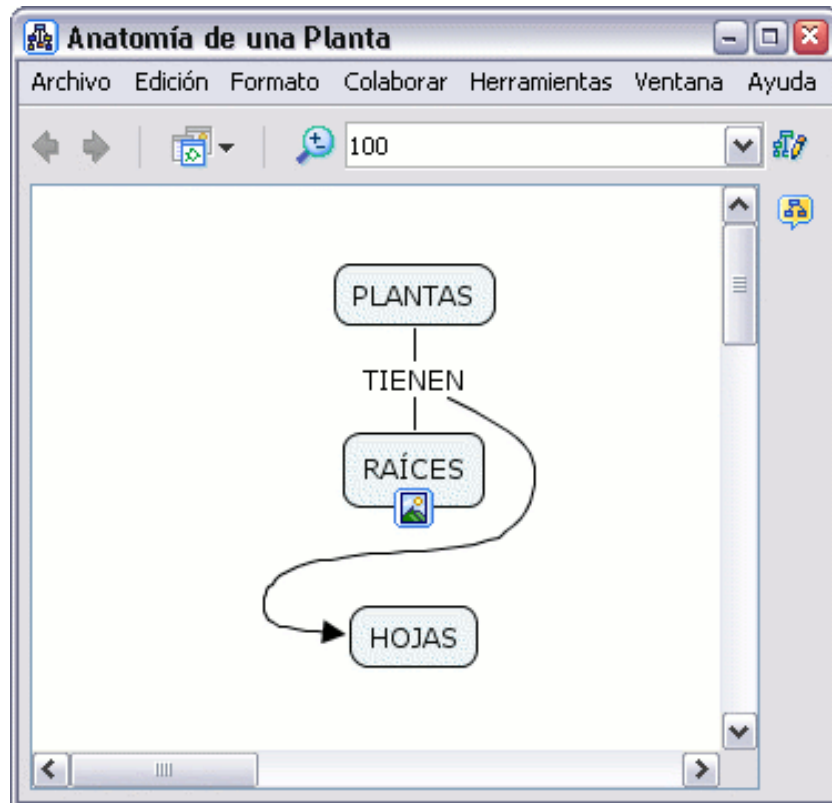 Anatomía de una Planta
Archivo Edición Formato Colaborar Herramientas Ventana Ayuda
100
PLANTAS
TIENEN
RAÍCES
HOJAS